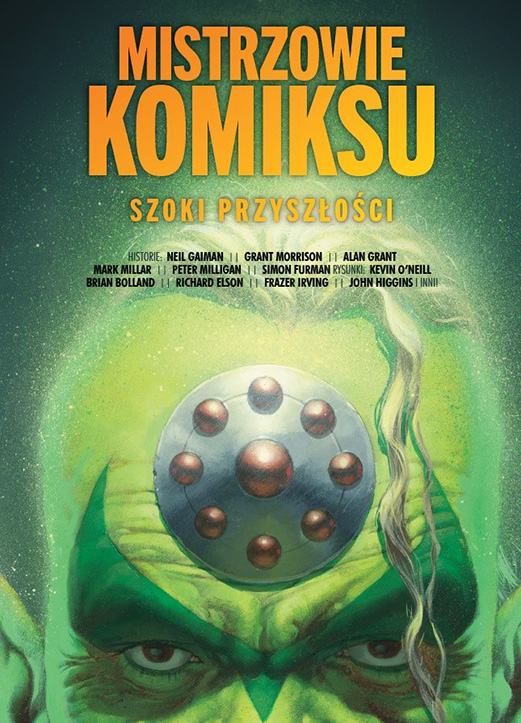 MISTRZOWIE
KOMIKSU
SZOKI PRZYSZŁOŚCI
HISTORIE: NEIL GAIMAN || GRANT MORRISON || ALAN GRANT
MARK MILLAR || PETER MILLIGAN || SIMON FURMAN RYSUNKI: KEVIN O'NEILL
BRIAN BOLLAND || RICHARD ELSON || FRAZER IRVING || JOHN HIGGINS I INNI!